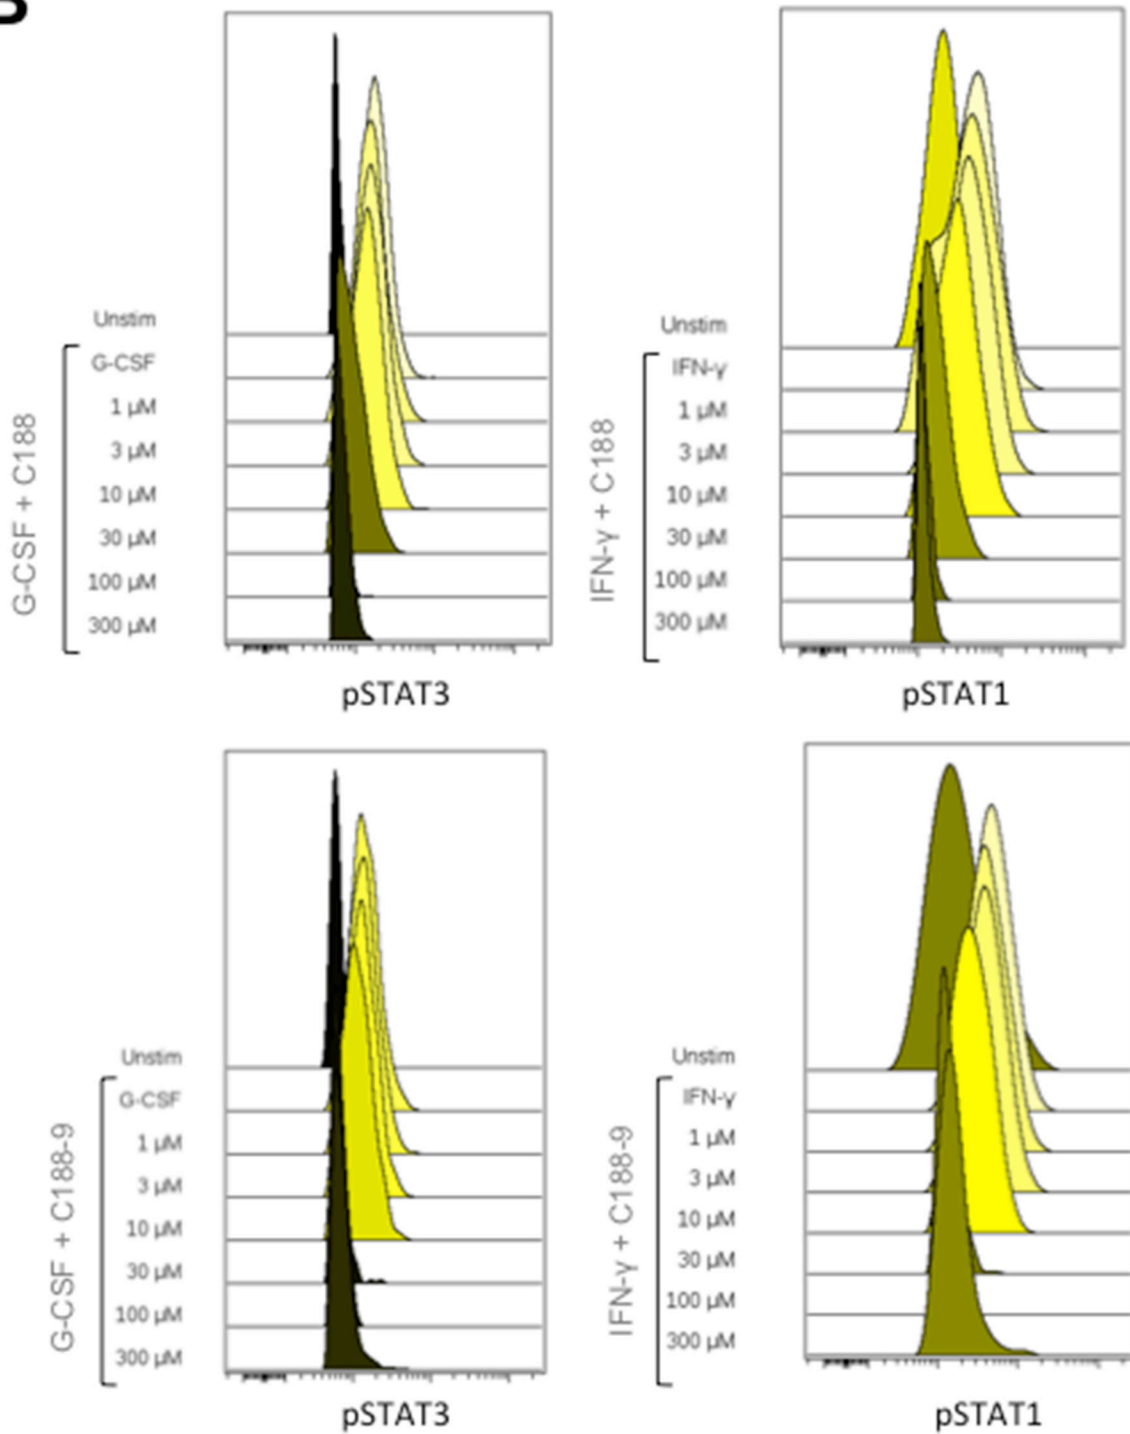 B
Unstim
G-CSF
1 µM
3 µM
10 µM
30 µM
100 µM
300 µM
G-CSF + C188
pSTAT3
Unstim
IFN-γ
1 µM
3 µM
10 µM
30 µM
100 µM
300 µM
IFN-γ + C188
pSTAT1
Unstim
G-CSF
1 µM
3 µM
10 µM
30 µM
100 µM
300 µM
G-CSF + C188-9
pSTAT3
Unstim
IFN-γ
1 µM
3 µM
10 µM
30 µM
100 µM
300 µM
IFN-γ + C188-9
pSTAT1